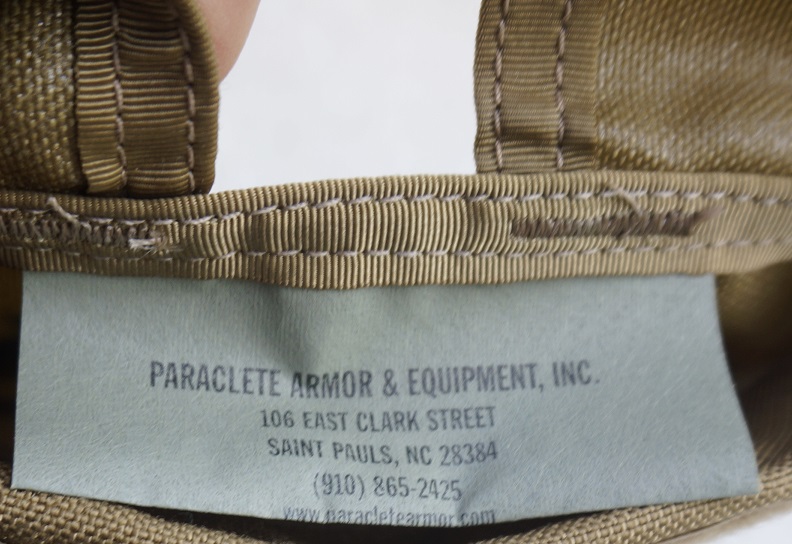 PARACLETE ARMOR & EQUIPMENT, INC.
106 EAST CLARK STREET
SAINT PAULS, NC 28384
(910) 865-2425
www.paracletearmor.com